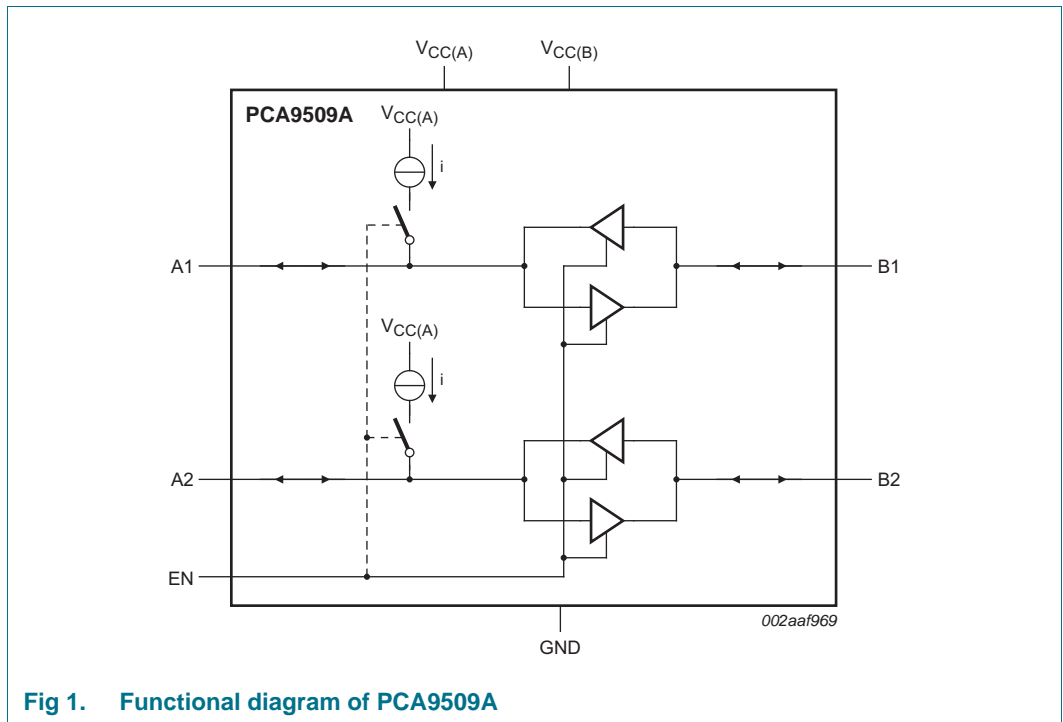 VCC(A) VCC(B)
PCA9509A VCC(A)
i
A1 B1
VCC(A)
i
A2 B2
EN
002aaf969
GND
Fig 1. Functional diagram of PCA9509A